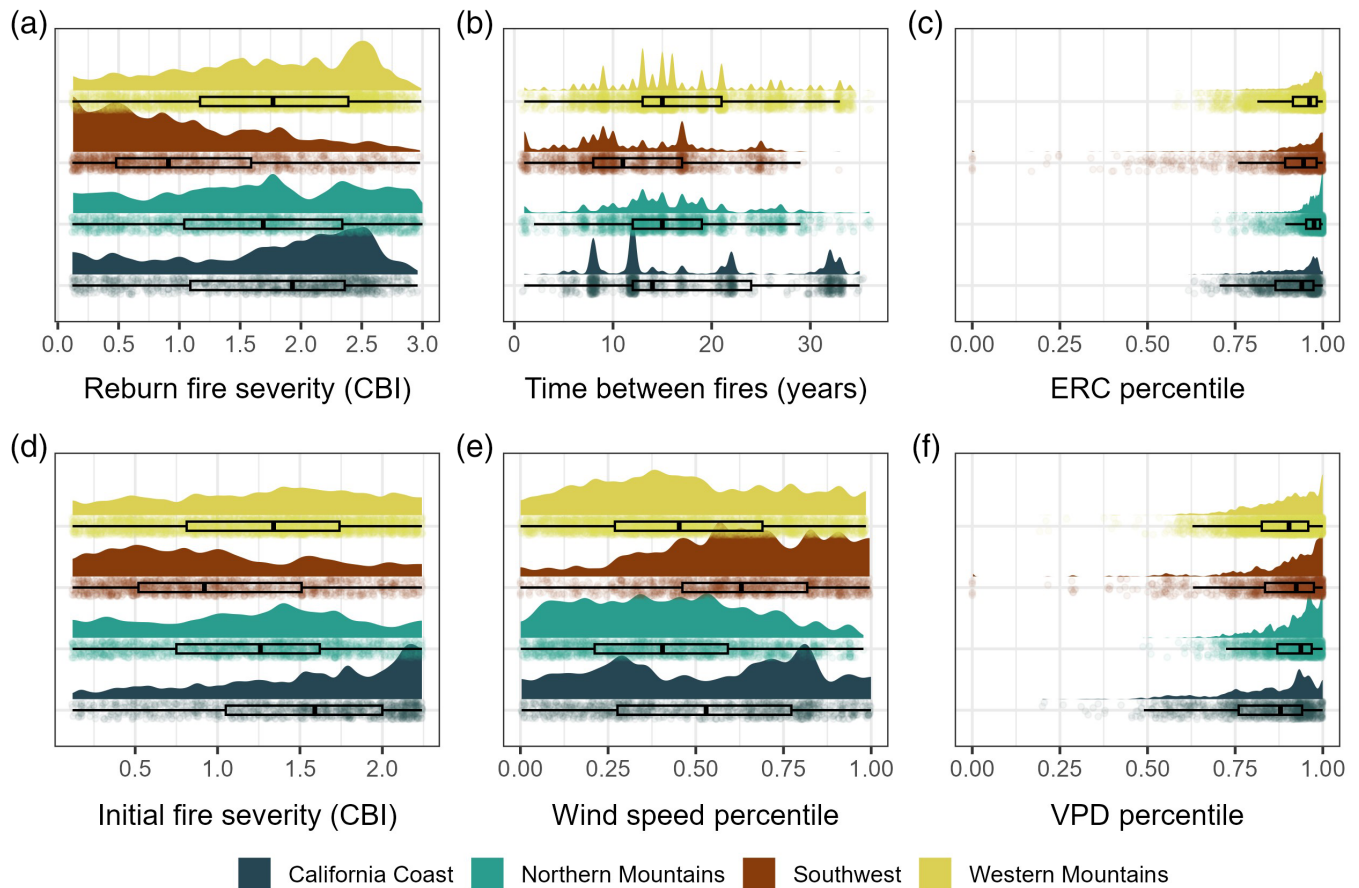 (a)
(b)
(c)
0.0 0.5 1.0 1.5 2.0 2.5 3.0
0 10 20 30
0.00 0.25 0.50 0.75 1.00
Reburn fire severity (CBI)
Time between fires (years)
ERC percentile
(d)
(e)
(f)
0.5 1.0 1.5 2.0
0.00 0.25 0.50 0.75 1.00
0.00 0.25 0.50 0.75 1.00
Initial fire severity (CBI)
Wind speed percentile
VPD percentile
California Coast Northern Mountains Southwest Western Mountains